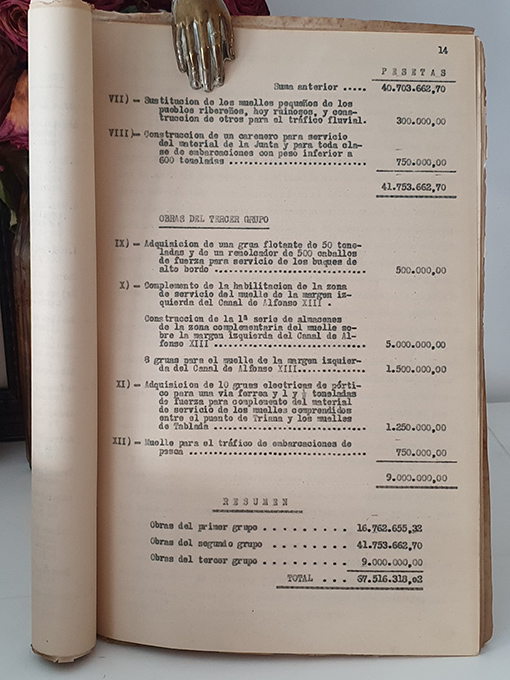 14
PESETAS
Suma anterior ..... 40.703.662,70
VII) - Sustitucion de los muelles pequeños de los
pueblos ribereños, hoy ruinosos, y cons-
truccion de otros para el tráfico fluvial. 300.000,00
VIII) - Construccion de un carenero para servicio
del material de la Junta y para toda cla-
se de embarcaciones con peso inferior a
600 toneladas ......................... 750.000,00
41.753.662,70
OBRAS DEL TERCER GRUPO
IX) - Adquisicion de una grua flotante de 50 tone-
ladas y de un remolcador de 500 caballos
de fuerza para servicio de los buques de
alto bordo ........................... 500.000,00
X) - Complemento de la habilitacion de la zona
de servicio del muelle de la margen iz-
quierda del Canal de Alfonso XIII .
Construccion de la 1ª serie de almacenes
de la zona complementaria del muelle so-
bre la margen izquierda del Canal de Al-
fonso XIII ........................... 5.000.000,00
8 gruas para el muelle de la margen izquier-
da del Canal de Alfonso XIII............ 1.500.000,00
XI) - Adquisicion de 10 gruas electricas de pórti-
co para una via ferrea y 1 y ½ toneladas
de fuerza para complemento del material
de servicio de los muelles comprendidos
entre el puente de Triana y los muelles
de Tablada ........................... 1.250.000,00
XII) - Muelle para el tráfico de embarcaciones de
pesca ................................ 750.000,00
9.000.000,00
RESUMEN
Obras del primer grupo ......... 16.762.655,32
Obras del segundo grupo ........ 41.753.662,70
Obras del tercer grupo ......... 9.000.000,00
TOTAL ... 67.516.318,02